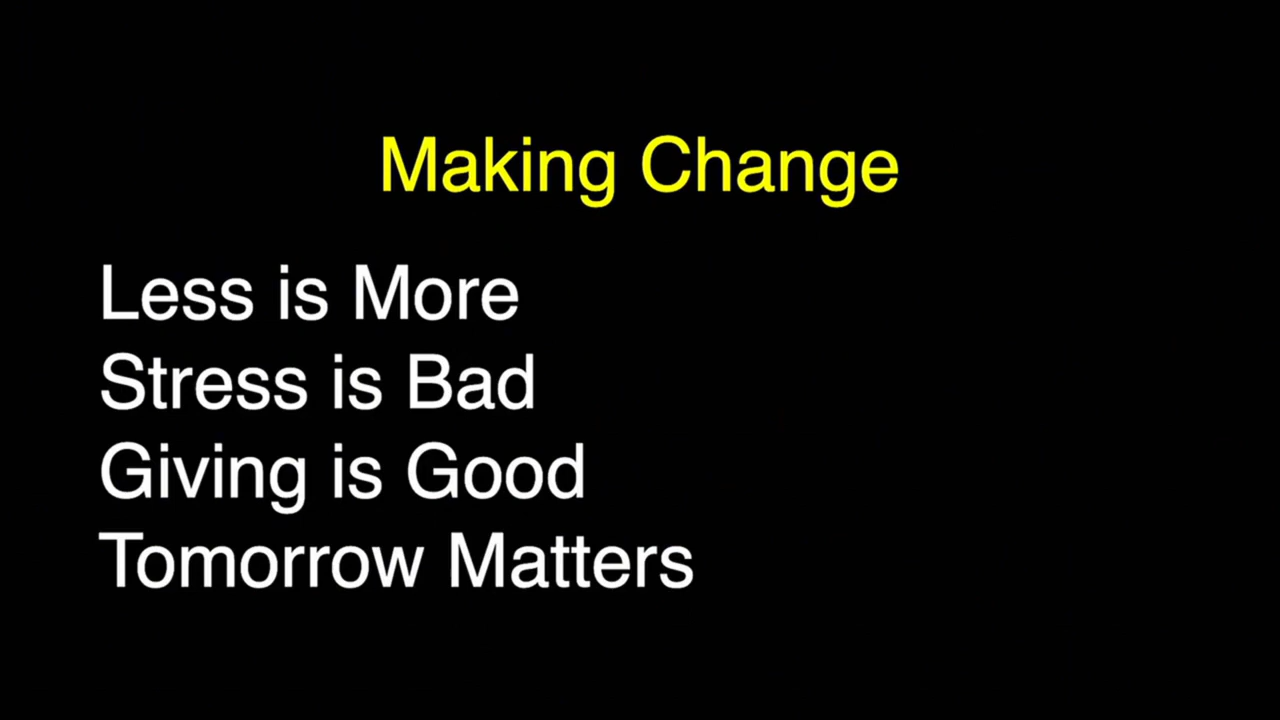 Making Change
Less is More
Stress is Bad
Giving is Good
Tomorrow Matters